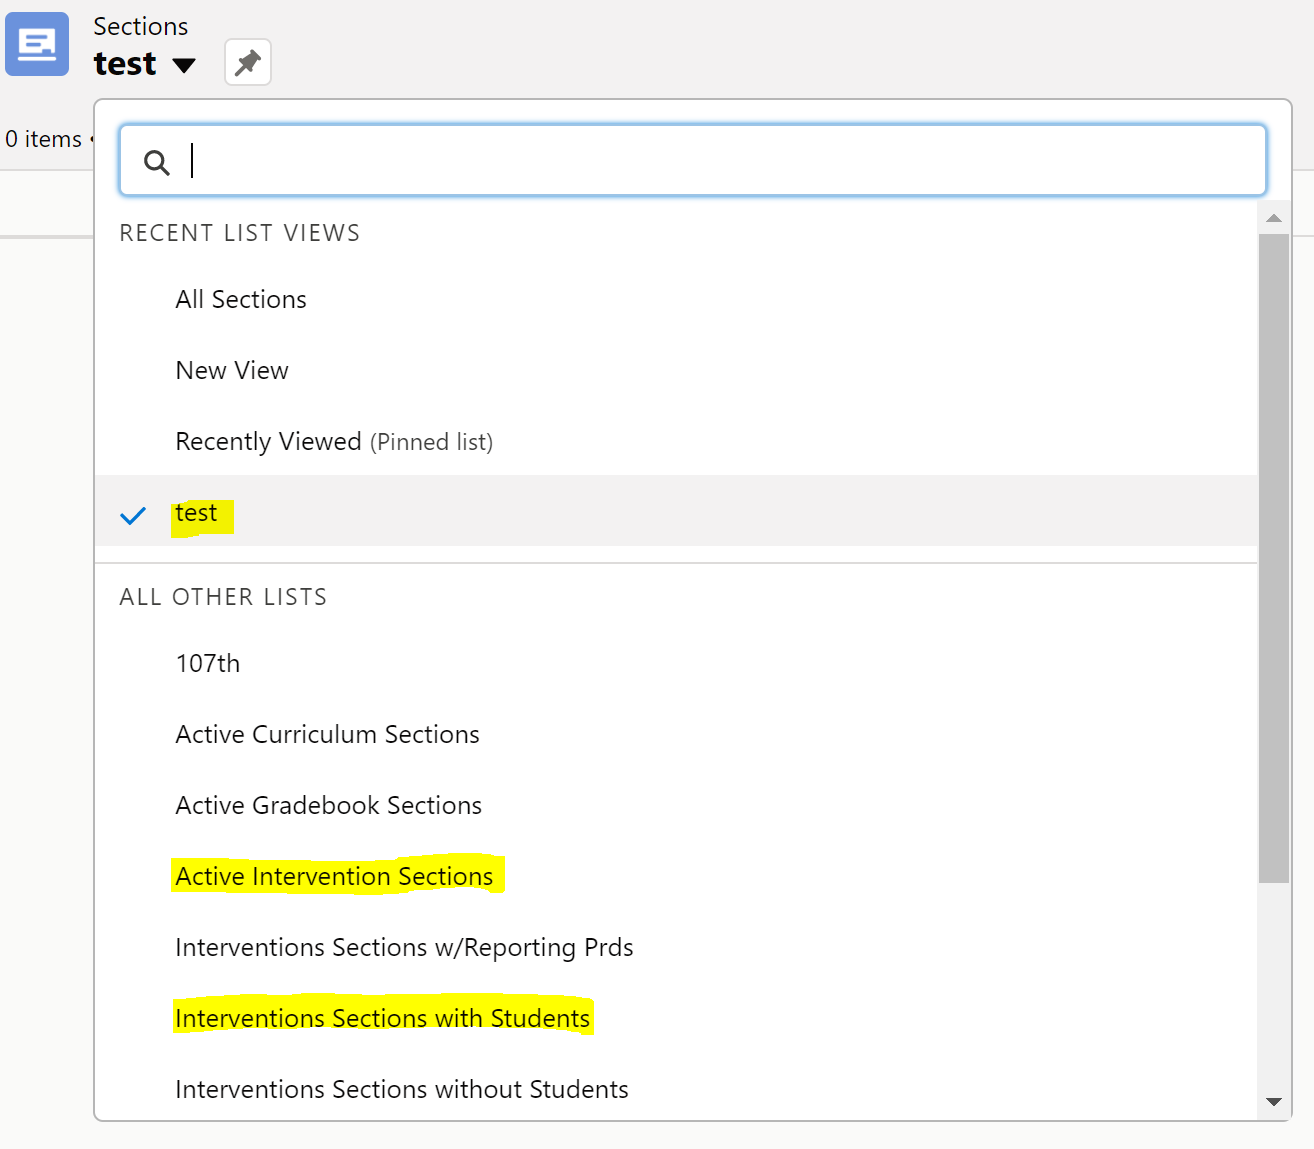 Sections
test
0 items •
RECENT LIST VIEWS
All Sections
New View
Recently Viewed (Pinned list)
test
ALL OTHER LISTS
107th
Active Curriculum Sections
Active Gradebook Sections
Active Intervention Sections
Interventions Sections w/Reporting Prds
Interventions Sections with Students
Interventions Sections without Students